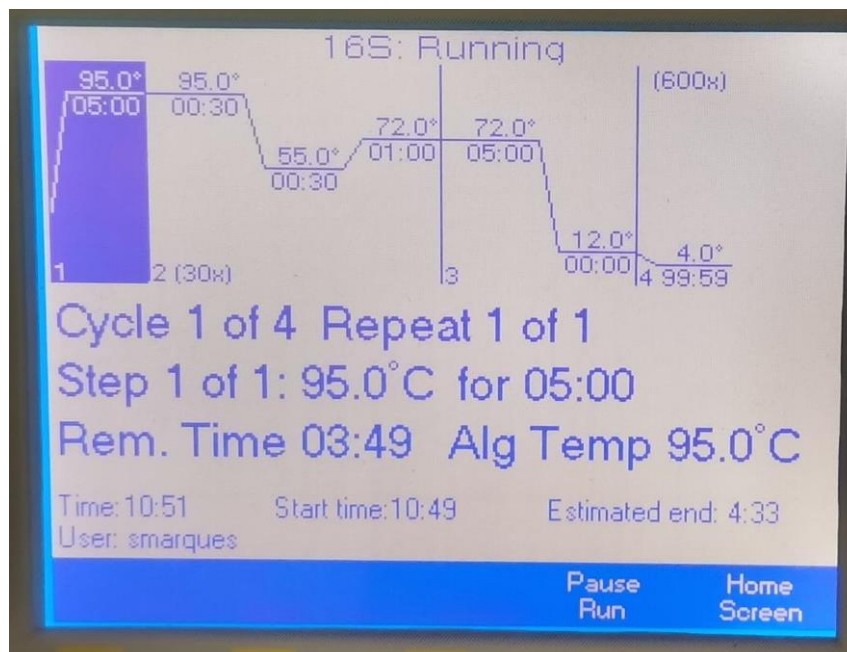 16S: Running
95.0° 95.0° (600x)
05:00 00:30
72.0° 72.0°
55.0° 01:00 05:00
00:30
12.0° 4.0°
00:00 99:59
1 2 (30x) 3 4
Cycle 1 of 4 Repeat 1 of 1
Step 1 of 1: 95.0°C for 05:00
Rem. Time 03:49 Alg Temp 95.0°C
Time: 10:51 Start time: 10:49 Estimated end: 4:33
User: smarques
Pause Home
Run Screen